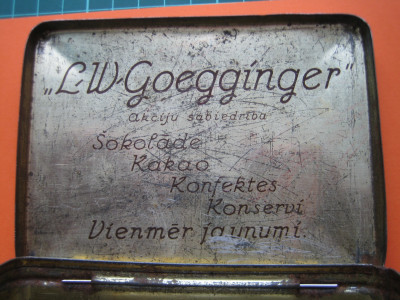 „L·W·Goegginger"
Akciju sabiedrība
Šokolāde
Kakao
Konfektes
Konservi
Vienmēr jaunumi.